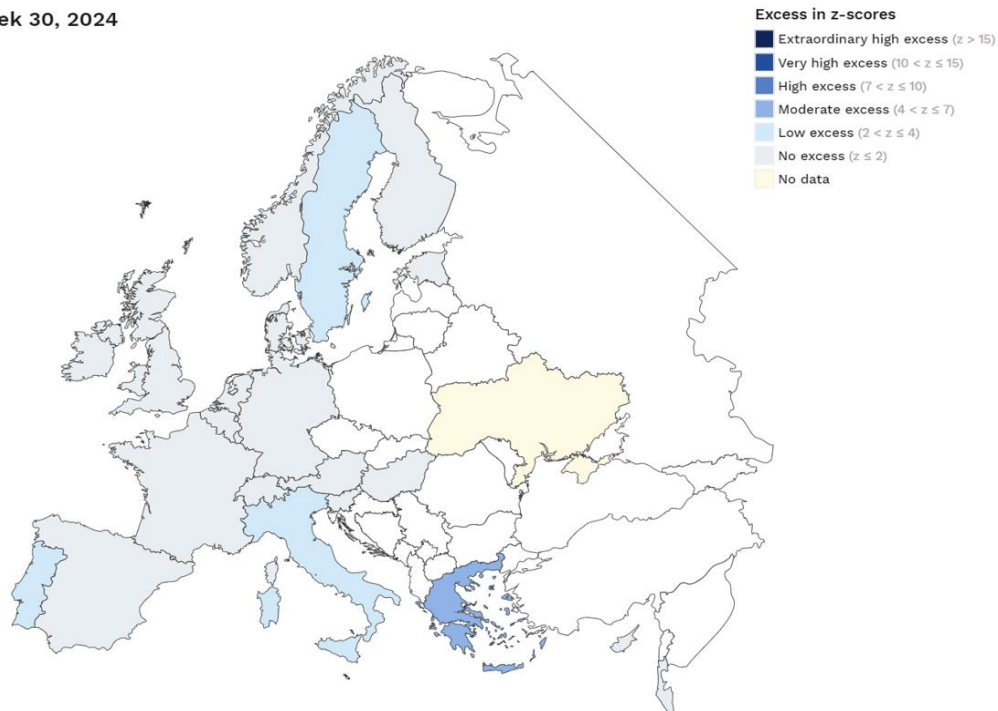 ek 30, 2024
Excess in z-scores
Extraordinary high excess (z > 15)
Very high excess (10 < z ≤ 15)
High excess (7 < z ≤ 10)
Moderate excess (4 < z ≤ 7)
Low excess (2 < z ≤ 4)
No excess (z ≤ 2)
No data